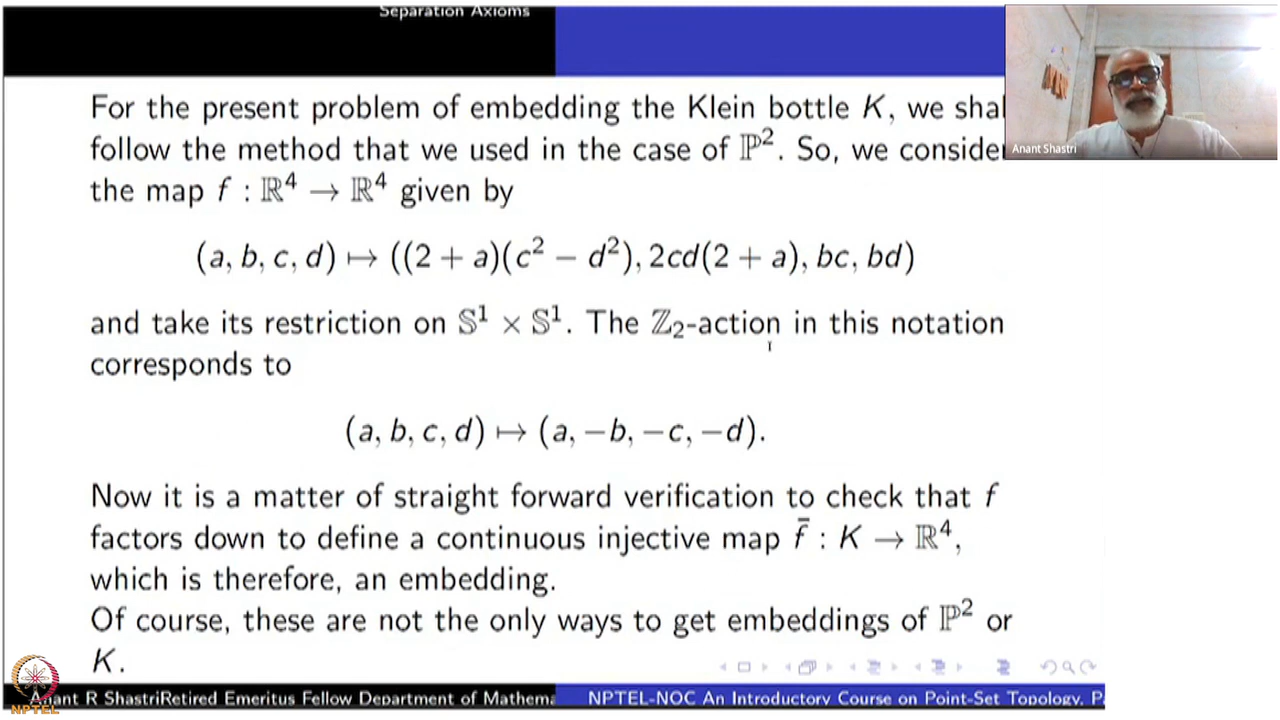 Separation Axioms
For the present problem of embedding the Klein bottle K, we shal
follow the method that we used in the case of ℙ². So, we consider
the map f : ℝ⁴ → ℝ⁴ given by
(a, b, c, d) ↦ ((2 + a)(c² − d²), 2cd(2 + a), bc, bd)
and take its restriction on 𝕊¹ × 𝕊¹. The ℤ₂-action in this notation
corresponds to
(a, b, c, d) ↦ (a, −b, −c, −d).
Now it is a matter of straight forward verification to check that f
factors down to define a continuous injective map f̄ : K → ℝ⁴,
which is therefore, an embedding.
Of course, these are not the only ways to get embeddings of ℙ² or
K.
Anant Shastri
Anant R ShastriRetired Emeritus Fellow Department of Mathema
NPTEL-NOC An Introductory Course on Point-Set Topology, P
NPTEL